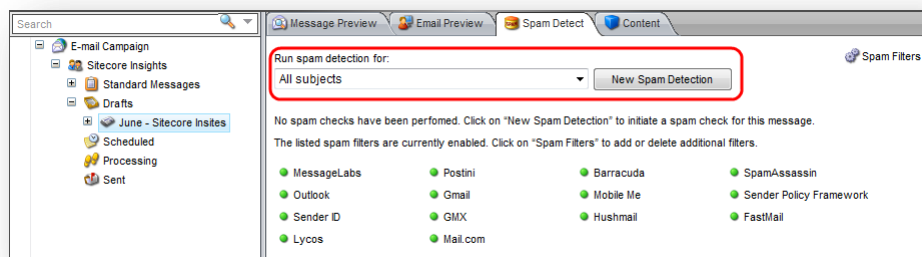 Search
E-mail Campaign
Sitecore Insights
Standard Messages
Drafts
June - Sitecore Insites
Scheduled
Processing
Sent
Message Preview Email Preview Spam Detect Content
Run spam detection for:
Spam Filters
All subjects New Spam Detection
No spam checks have been perfomed. Click on "New Spam Detection" to initiate a spam check for this message.
The listed spam filters are currently enabled. Click on "Spam Filters" to add or delete additional filters.
MessageLabs Postini Barracuda SpamAssassin
Outlook Gmail Mobile Me Sender Policy Framework
Sender ID GMX Hushmail FastMail
Lycos Mail.com